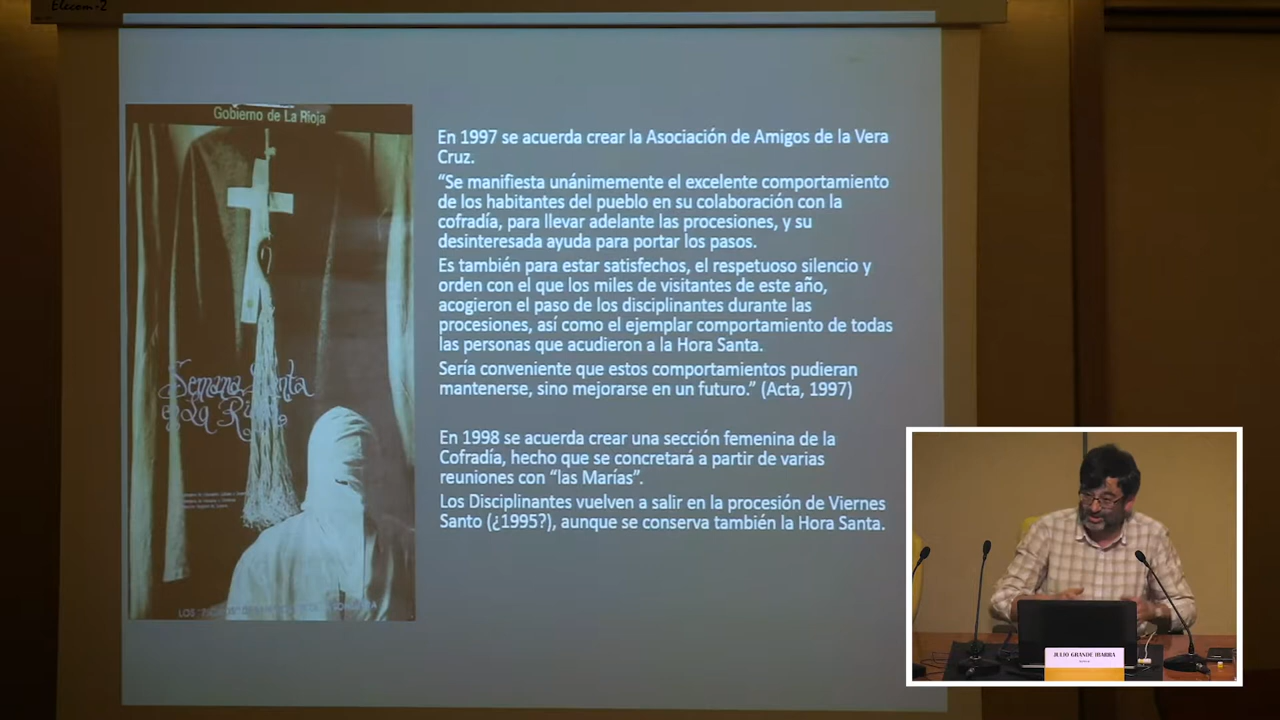 Elecom-2
Gobierno de La Rioja
Semana Santa
en La Rioja
En 1997 se acuerda crear la Asociación de Amigos de la Vera
Cruz.
“Se manifiesta unánimemente el excelente comportamiento
de los habitantes del pueblo en su colaboración con la
cofradía, para llevar adelante las procesiones, y su
desinteresada ayuda para portar los pasos.
Es también para estar satisfechos, el respetuoso silencio y
orden con el que los miles de visitantes de este año,
acogieron el paso de los disciplinantes durante las
procesiones, así como el ejemplar comportamiento de todas
las personas que acudieron a la Hora Santa.
Sería conveniente que estos comportamientos pudieran
mantenerse, sino mejorarse en un futuro.” (Acta, 1997)
En 1998 se acuerda crear una sección femenina de la
Cofradía, hecho que se concretará a partir de varias
reuniones con “las Marías”.
Los Disciplinantes vuelven a salir en la procesión de Viernes
Santo (¿1995?), aunque se conserva también la Hora Santa.
JULIO GRANDE IBARRA